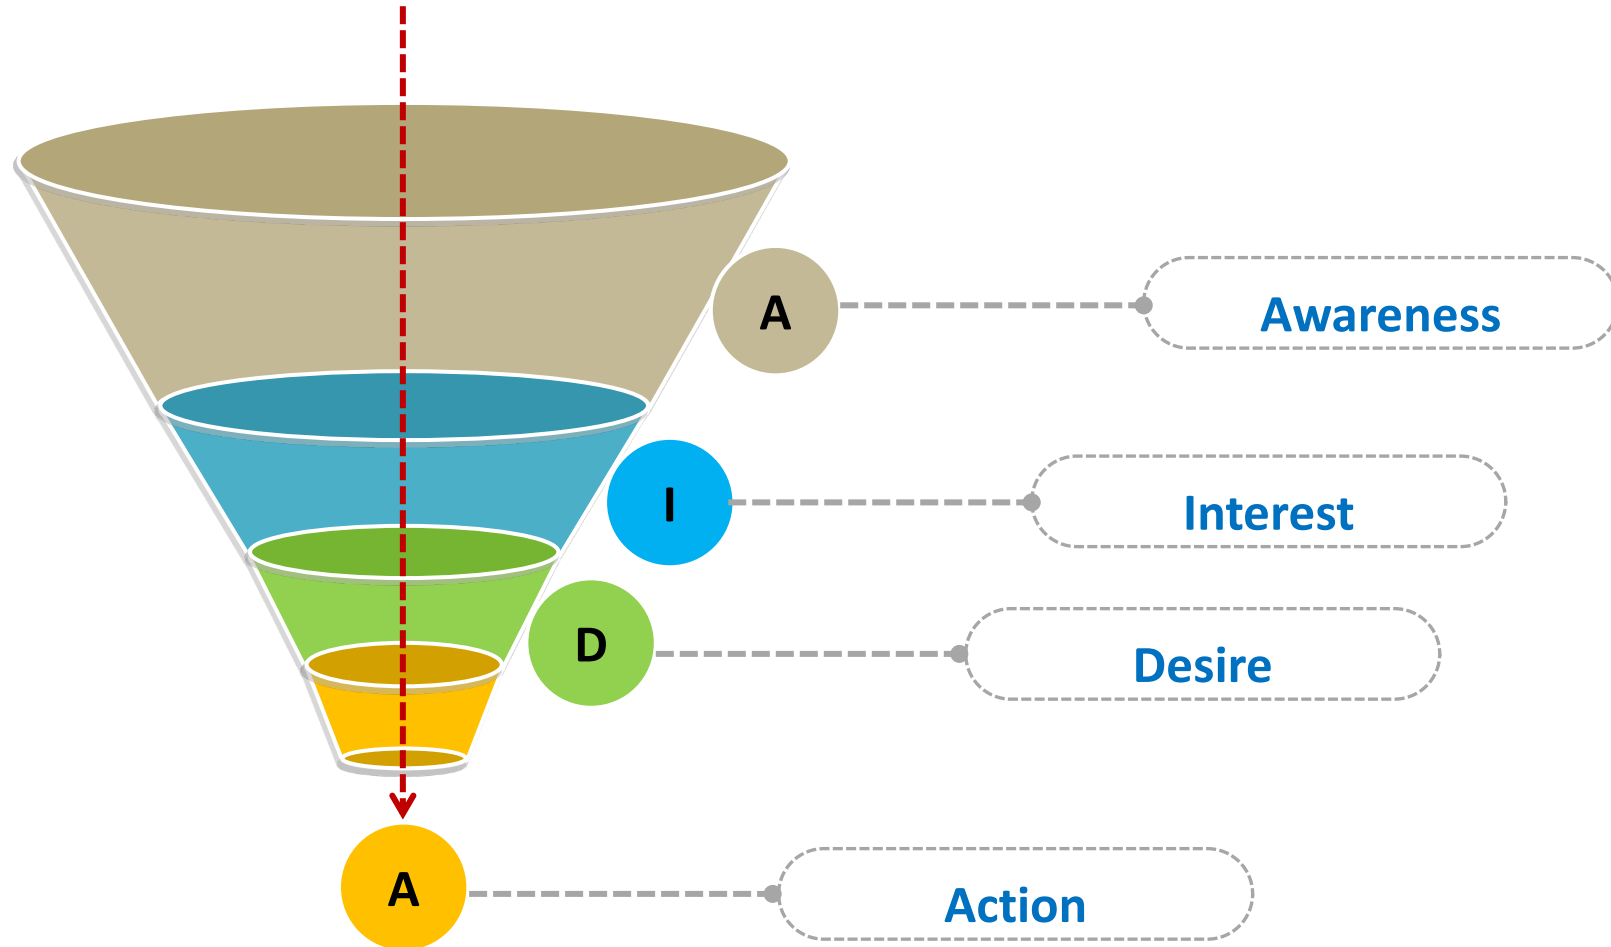 A
Awareness
I
Interest
D
Desire
A
Action